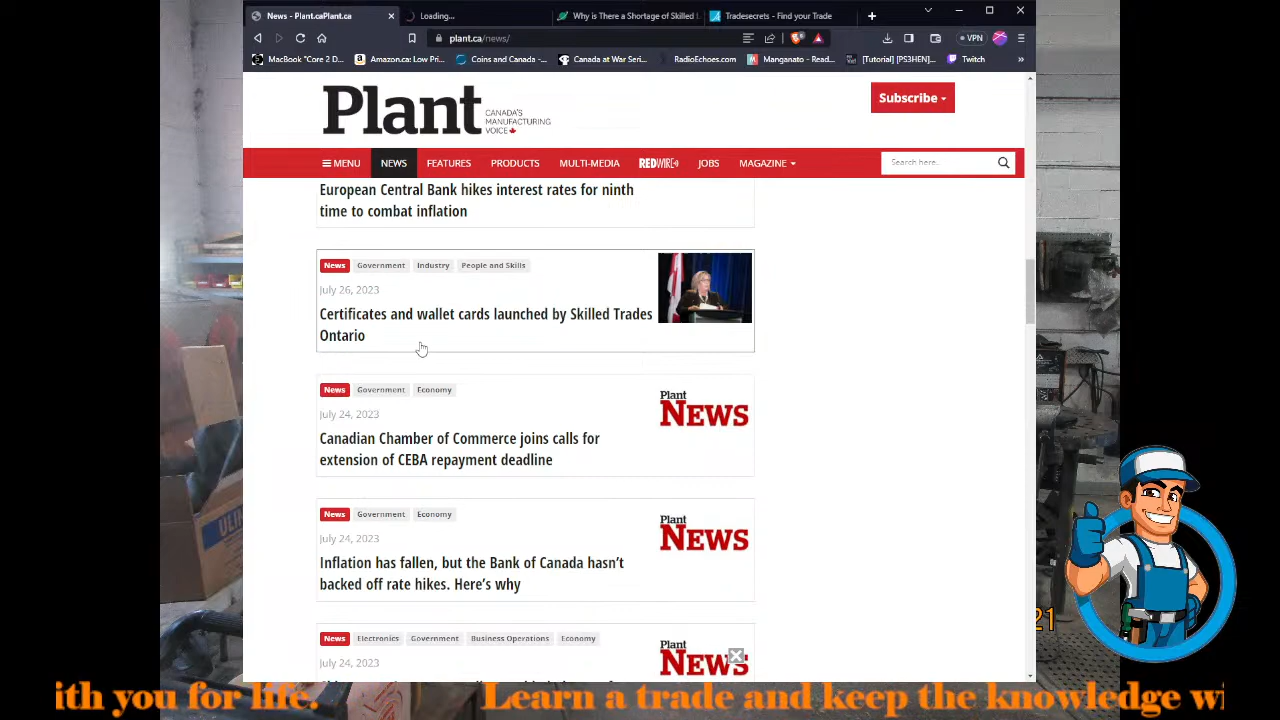 News - Plant.caPlant.ca
Loading...
Why is There a Shortage of Skilled
Tradesecrets - Find your Trade
plant.ca/news/
VPN
MacBook "Core 2 D...
Amazon.ca: Low Pri...
Coins and Canada -...
Canada at War Seri...
RadioEchoes.com
Manganato - Read...
[Tutorial] [PS3HEN]...
Twitch
Plant
CANADA'S
MANUFACTURING
VOICE
Subscribe
MENU
NEWS
FEATURES
PRODUCTS
MULTI-MEDIA
REDWIRE
JOBS
MAGAZINE
Search here..
European Central Bank hikes interest rates for ninth
time to combat inflation
News Government Industry People and Skills
July 26, 2023
Certificates and wallet cards launched by Skilled Trades
Ontario
News Government Economy
July 24, 2023
Canadian Chamber of Commerce joins calls for
extension of CEBA repayment deadline
Plant
NEWS
News Government Economy
July 24, 2023
Inflation has fallen, but the Bank of Canada hasn't
backed off rate hikes. Here's why
Plant
NEWS
News Electronics Government Business Operations Economy
July 24, 2023
Plant
NEWS
21
ith you for life.
Learn a trade and keep the knowledge wi